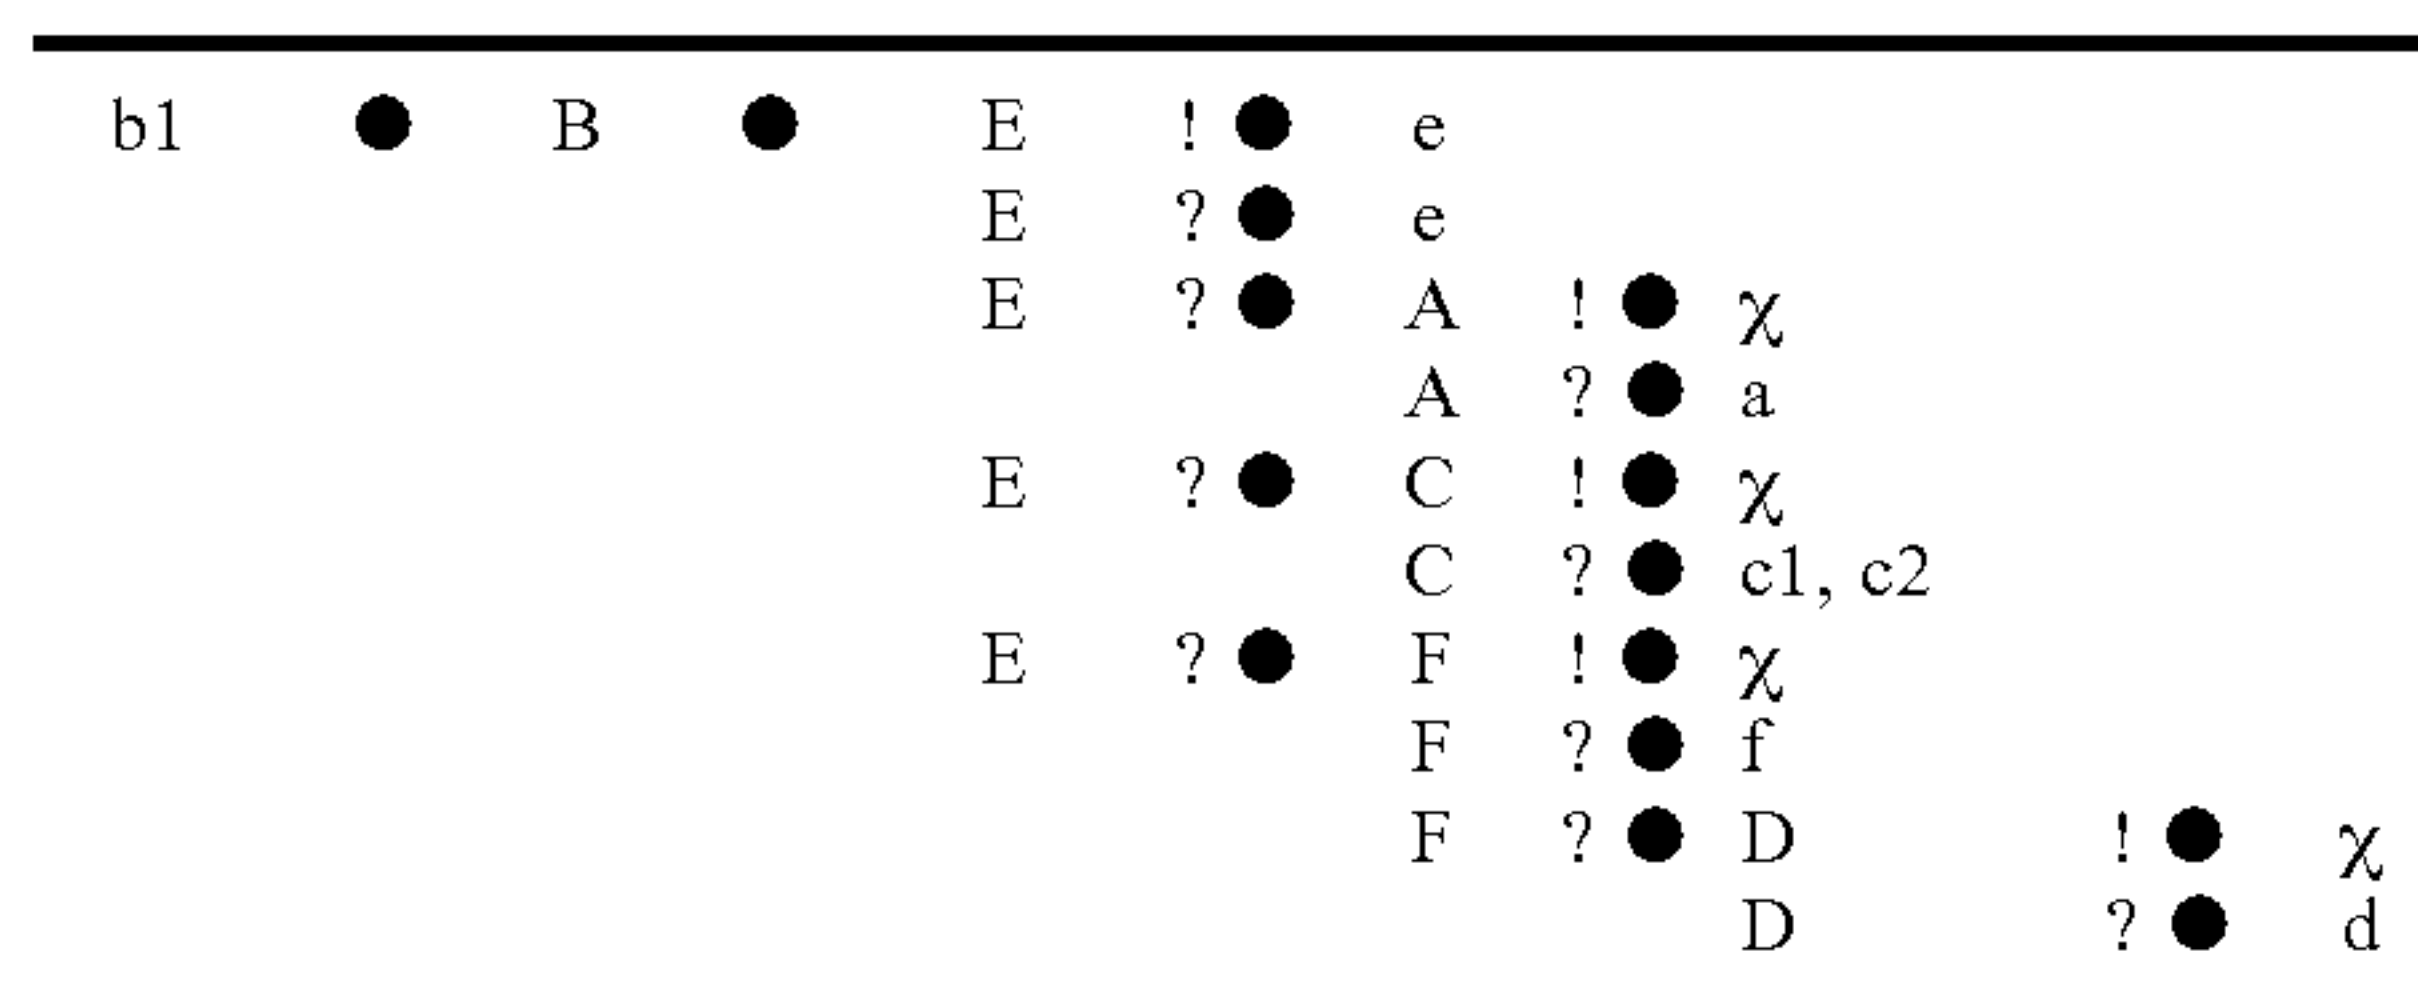 b1 ● B ● E ! ● e
E ? ● e
E ? ● A ! ● χ
A ? ● a
E ? ● C ! ● χ
C ? ● c1, c2
E ? ● F ! ● χ
F ? ● f
F ? ● D ! ● χ
D ? ● d